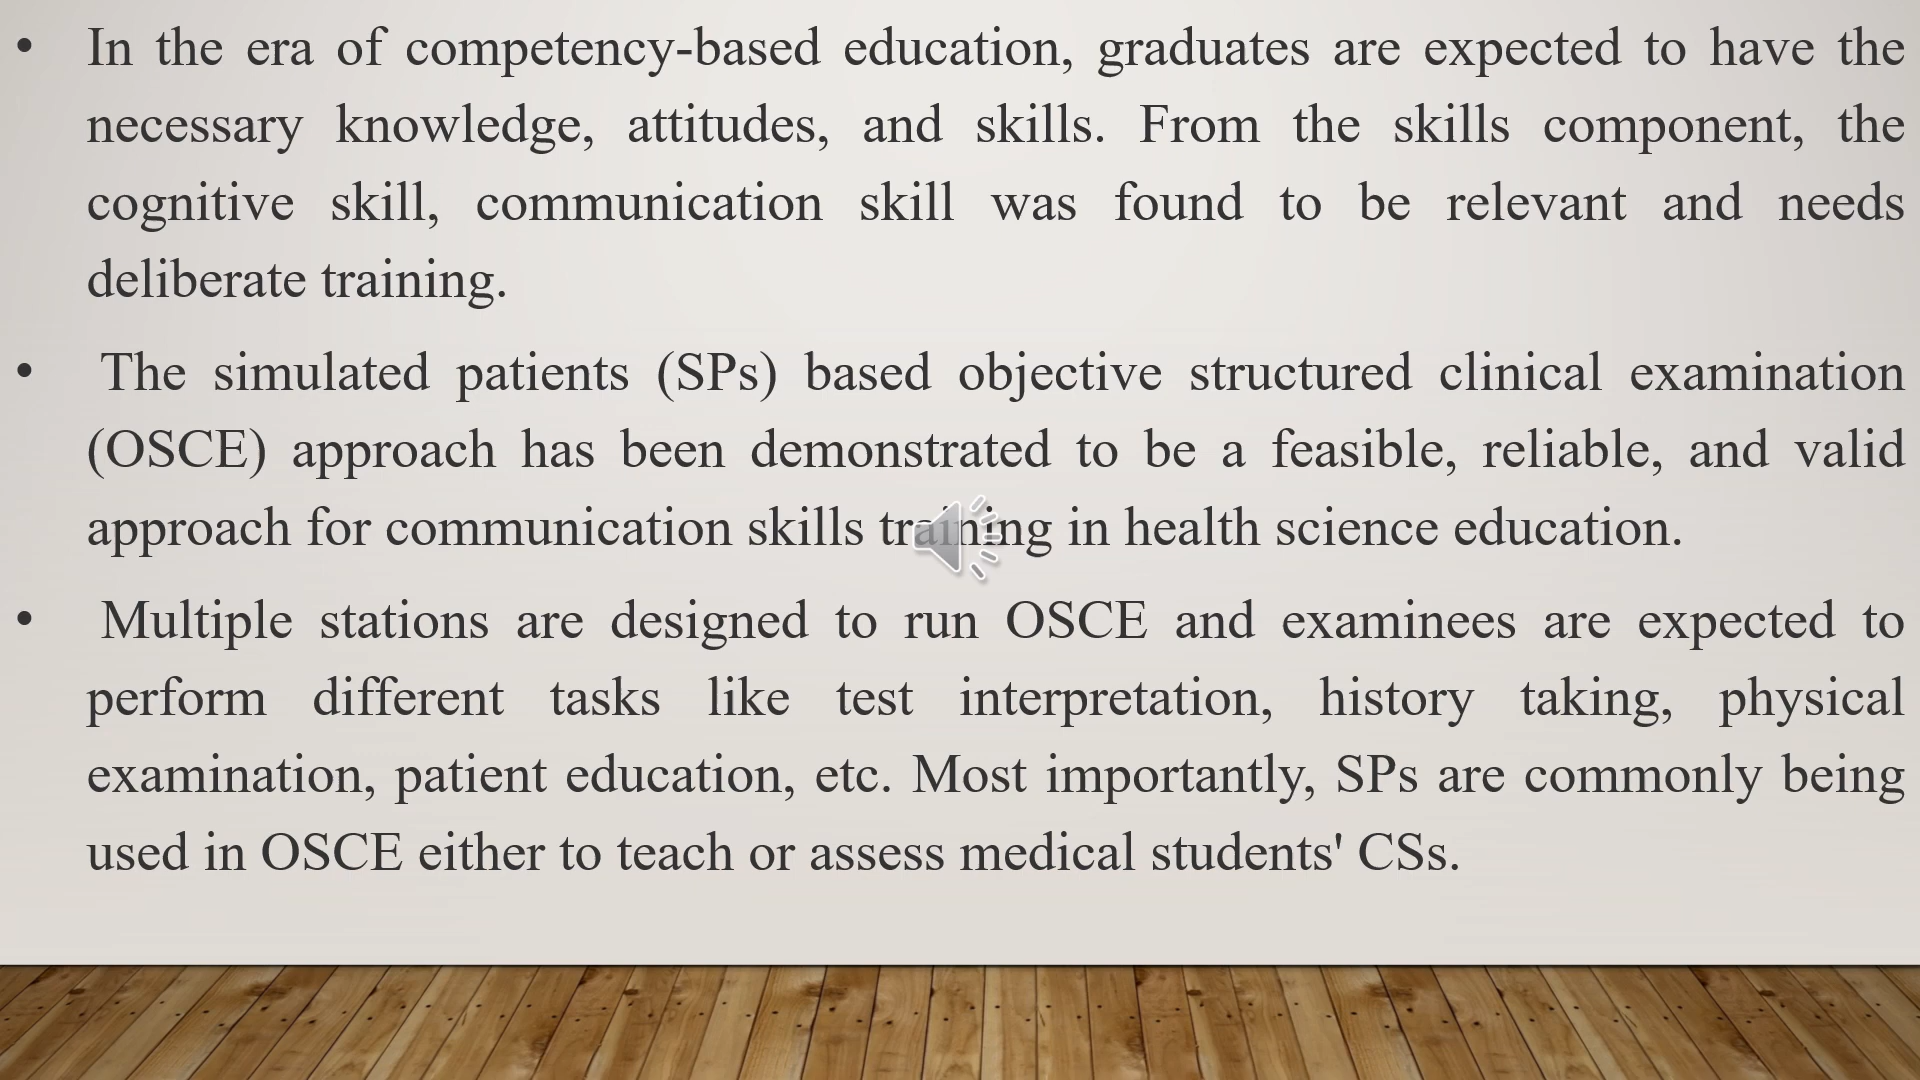 • In the era of competency-based education, graduates are expected to have the
necessary knowledge, attitudes, and skills. From the skills component, the
cognitive skill, communication skill was found to be relevant and needs
deliberate training.
• The simulated patients (SPs) based objective structured clinical examination
(OSCE) approach has been demonstrated to be a feasible, reliable, and valid
approach for communication skills training in health science education.
• Multiple stations are designed to run OSCE and examinees are expected to
perform different tasks like test interpretation, history taking, physical
examination, patient education, etc. Most importantly, SPs are commonly being
used in OSCE either to teach or assess medical students' CSs.